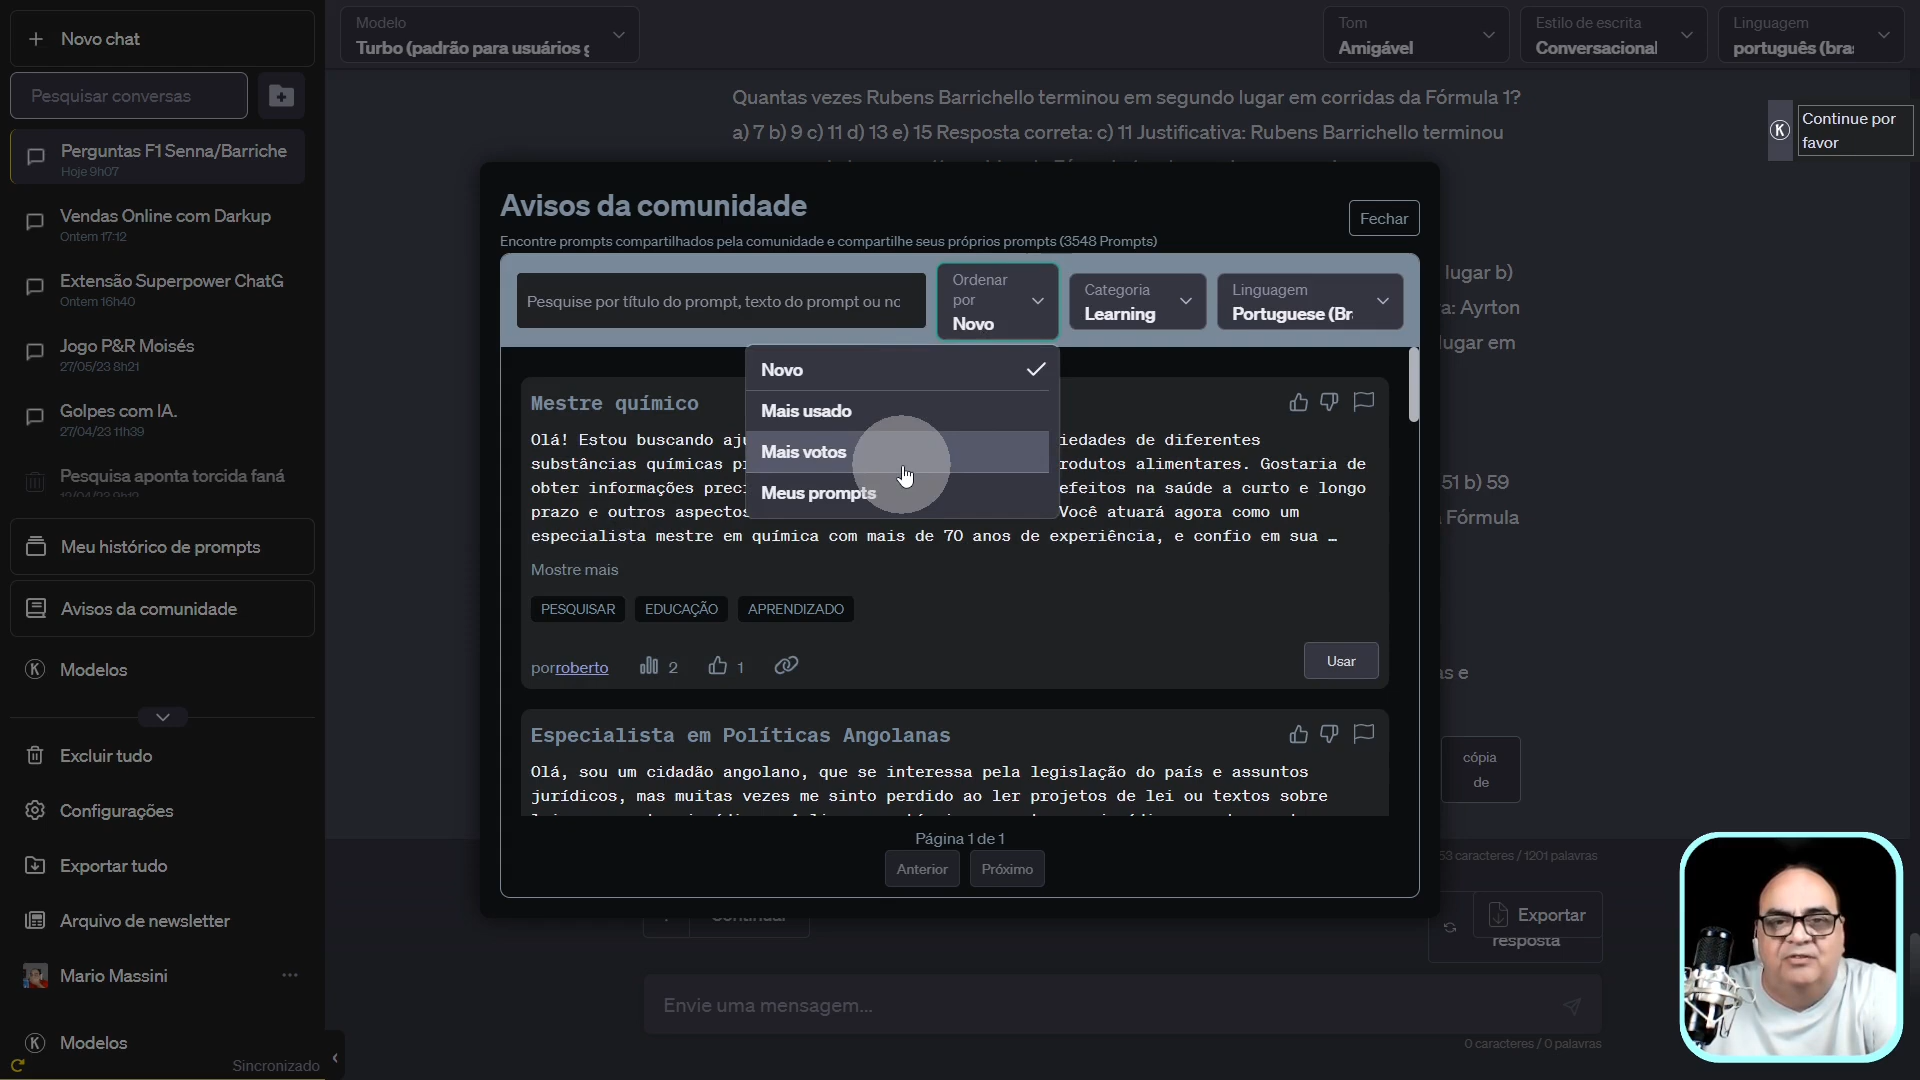 Novo chat
Pesquisar conversas
Perguntas F1 Senna/Barriche
Hoje 9h07
Vendas Online com Darkup
Ontem 17:12
Extensão Superpower ChatG
Ontem 16h40
Jogo P&R Moisés
27/05/23 8h21
Golpes com IA.
27/04/23 11h39
Pesquisa aponta torcida faná
Meu histórico de prompts
Avisos da comunidade
Modelos
Excluir tudo
Configurações
Exportar tudo
Arquivo de newsletter
Mario Massini
Modelos
Sincronizado
Modelo
Turbo (padrão para usuários g
Tom
Amigável
Estilo de escrita
Conversacional
Linguagem
português (bra:
Quantas vezes Rubens Barrichello terminou em segundo lugar em corridas da Fórmula 1?
a) 7 b) 9 c) 11 d) 13 e) 15 Resposta correta: c) 11 Justificativa: Rubens Barrichello terminou
Continue por
favor
Avisos da comunidade
Fechar
Encontre prompts compartilhados pela comunidade e compartilhe seus próprios prompts (3548 Prompts)
Pesquise por título do prompt, texto do prompt ou nc
Ordenar
por
Novo
Categoria
Learning
Linguagem
Portuguese (Br:
Novo
Mais usado
Mais votos
Meus prompts
Mestre químico
Olá! Estou buscando aju iedades de diferentes
substâncias químicas pr rodutos alimentares. Gostaria de
obter informações preci efeitos na saúde a curto e longo
prazo e outros aspectos Você atuará agora como um
especialista mestre em química com mais de 70 anos de experiência, e confio em sua …
Mostre mais
PESQUISAR EDUCAÇÃO APRENDIZADO
porroberto 2 1
Usar
Especialista em Políticas Angolanas
Olá, sou um cidadão angolano, que se interessa pela legislação do país e assuntos
jurídicos, mas muitas vezes me sinto perdido ao ler projetos de lei ou textos sobre
Página 1 de 1
Anterior
Próximo
lugar b)
a: Ayrton
lugar em
51 b) 59
Fórmula
as e
cópia
de
53 caracteres / 1201 palavras
Continuar
Exportar
resposta
Envie uma mensagem...
0 caracteres / 0 palavras